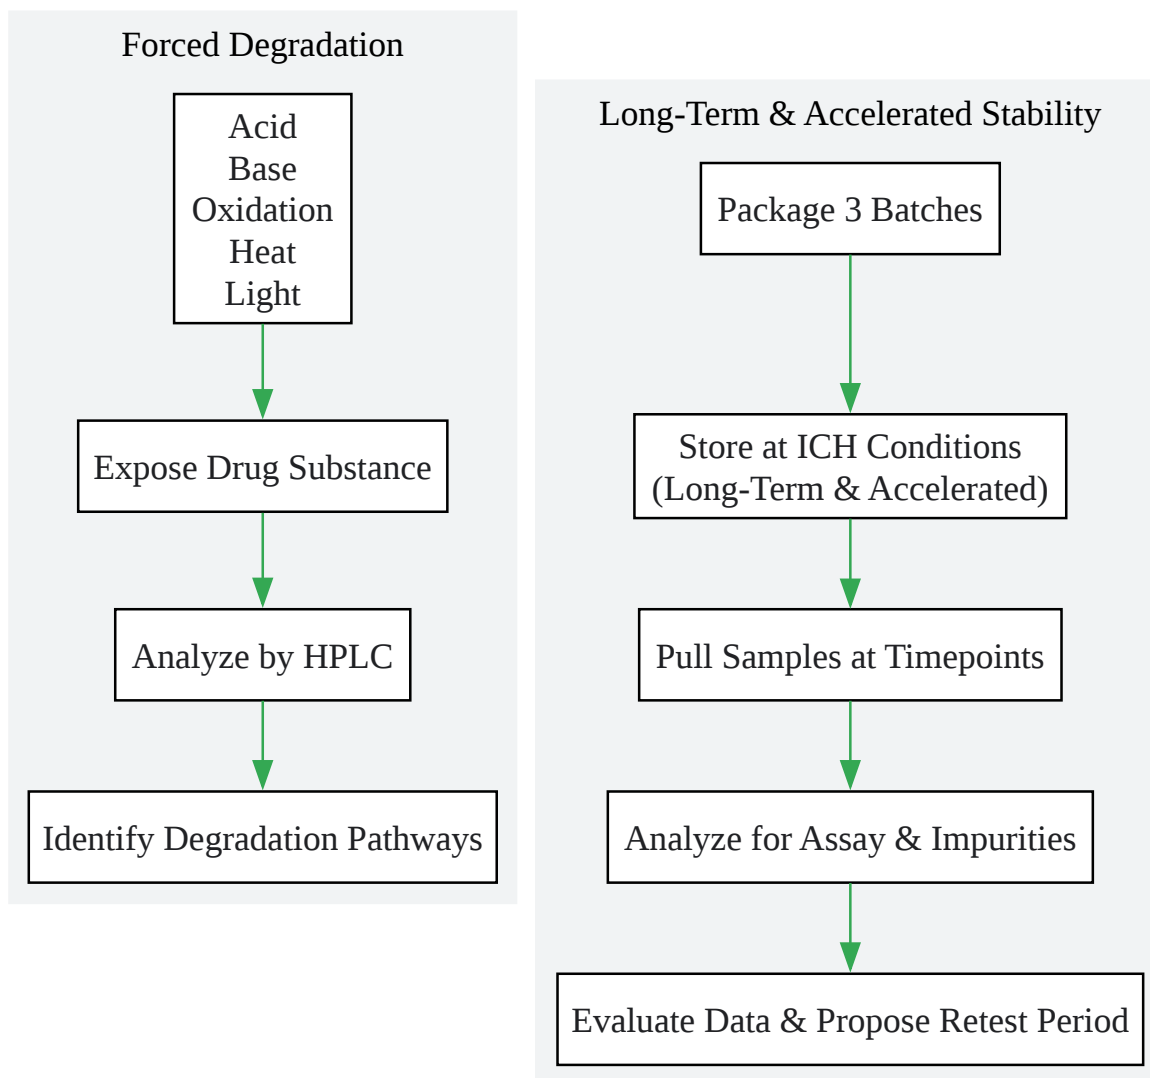 Forced Degradation
Acid
Base
Oxidation
Heat
Light
Expose Drug Substance
Analyze by HPLC
Identify Degradation Pathways
Long-Term & Accelerated Stability
Package 3 Batches
Store at ICH Conditions
(Long-Term & Accelerated)
Pull Samples at Timepoints
Analyze for Assay & Impurities
Evaluate Data & Propose Retest Period